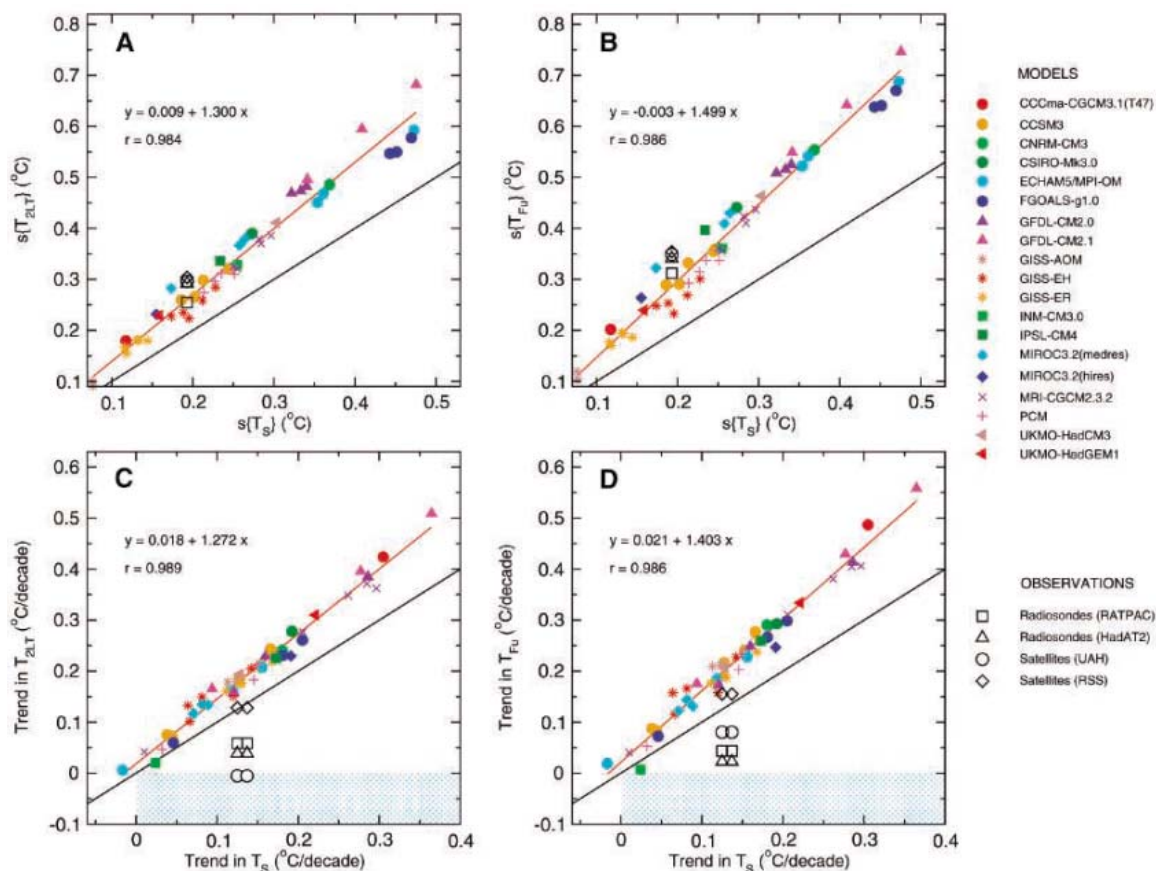 A
y = 0.009 + 1.300 x
r = 0.984
s{T2LT} (°C)
0.8
0.7
0.6
0.5
0.4
0.3
0.2
0.1
0.1
0.2
0.3
0.4
0.5
s{TS} (°C)
B
y = -0.003 + 1.499 x
r = 0.986
s{TFu} (°C)
0.8
0.7
0.6
0.5
0.4
0.3
0.2
0.1
0.1
0.2
0.3
0.4
0.5
s{TS} (°C)
MODELS
CCCma-CGCM3.1(T47)
CCSM3
CNRM-CM3
CSIRO-Mk3.0
ECHAM5/MPI-OM
FGOALS-g1.0
GFDL-CM2.0
GFDL-CM2.1
GISS-AOM
GISS-EH
GISS-ER
INM-CM3.0
IPSL-CM4
MIROC3.2(medres)
MIROC3.2(hires)
MRI-CGCM2.3.2
PCM
UKMO-HadCM3
UKMO-HadGEM1
C
y = 0.018 + 1.272 x
r = 0.989
Trend in T2LT (°C/decade)
0.6
0.5
0.4
0.3
0.2
0.1
0
-0.1
0
0.1
0.2
0.3
0.4
Trend in TS (°C/decade)
D
y = 0.021 + 1.403 x
r = 0.986
Trend in TFu (°C/decade)
0.6
0.5
0.4
0.3
0.2
0.1
0
-0.1
0
0.1
0.2
0.3
0.4
Trend in TS (°C/decade)
OBSERVATIONS
Radiosondes (RATPAC)
Radiosondes (HadAT2)
Satellites (UAH)
Satellites (RSS)